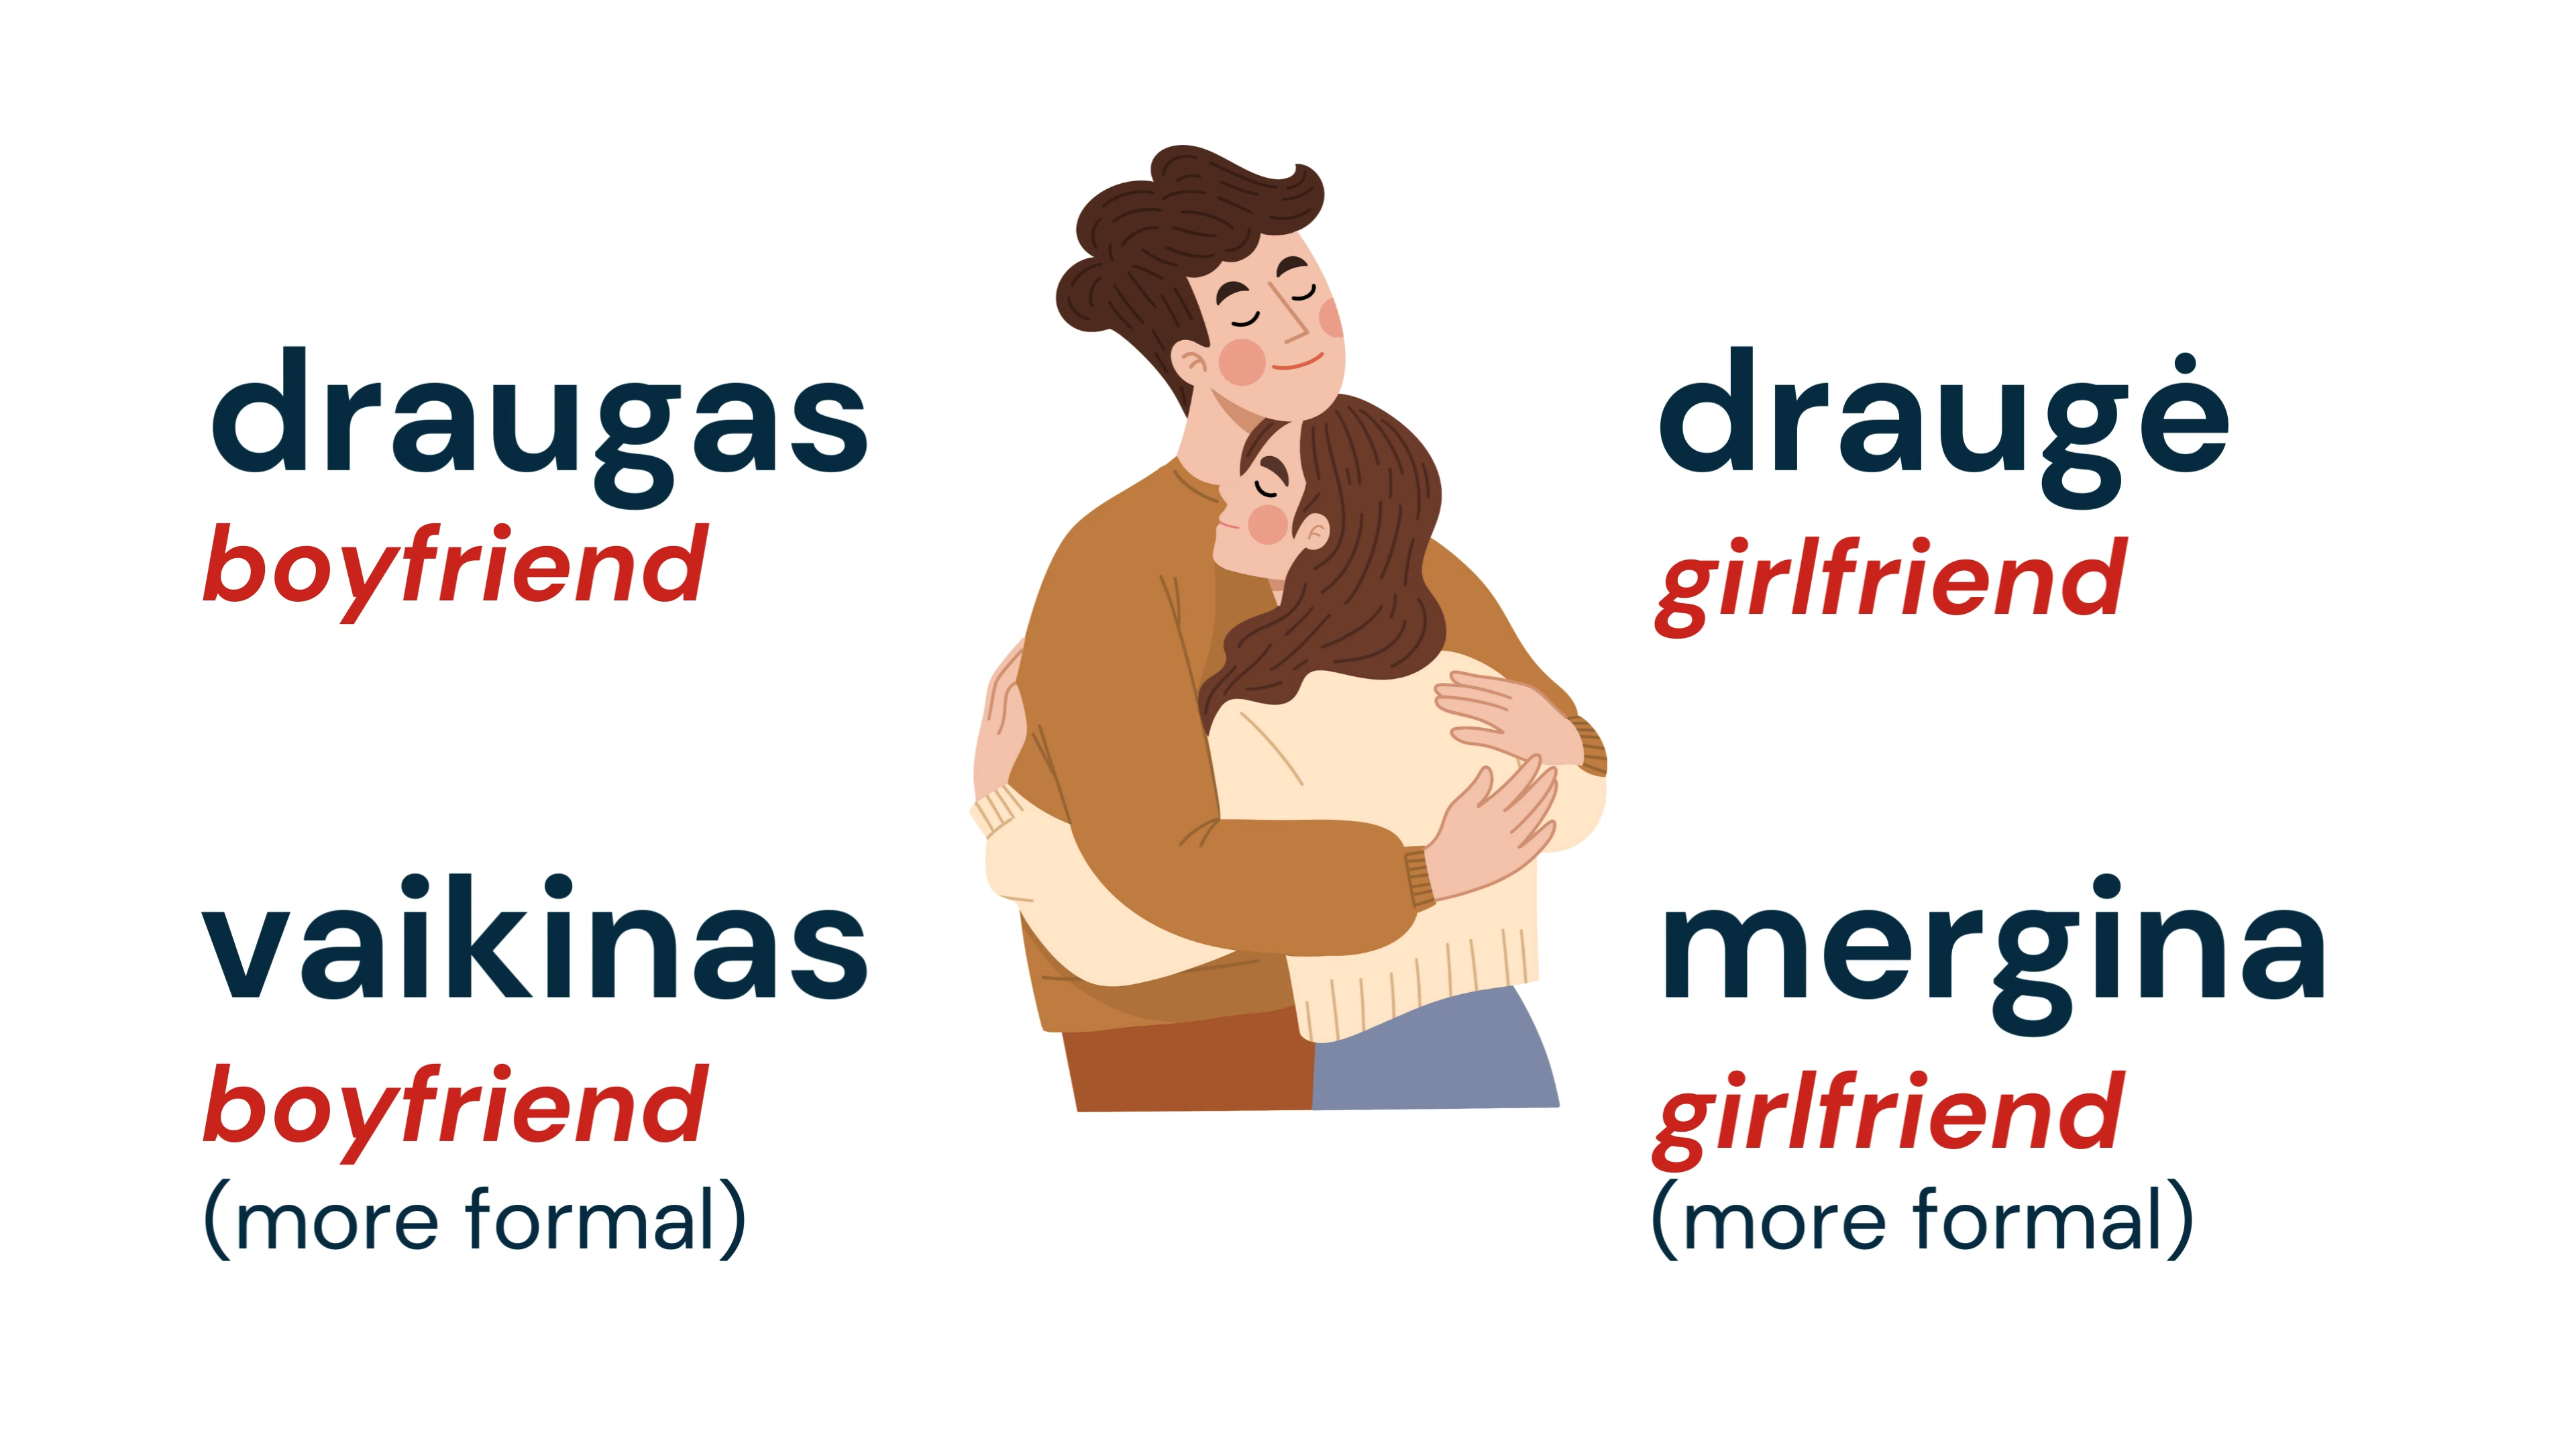 draugas
boyfriend
draugė
girlfriend
vaikinas
boyfriend
(more formal)
mergina
girlfriend
(more formal)